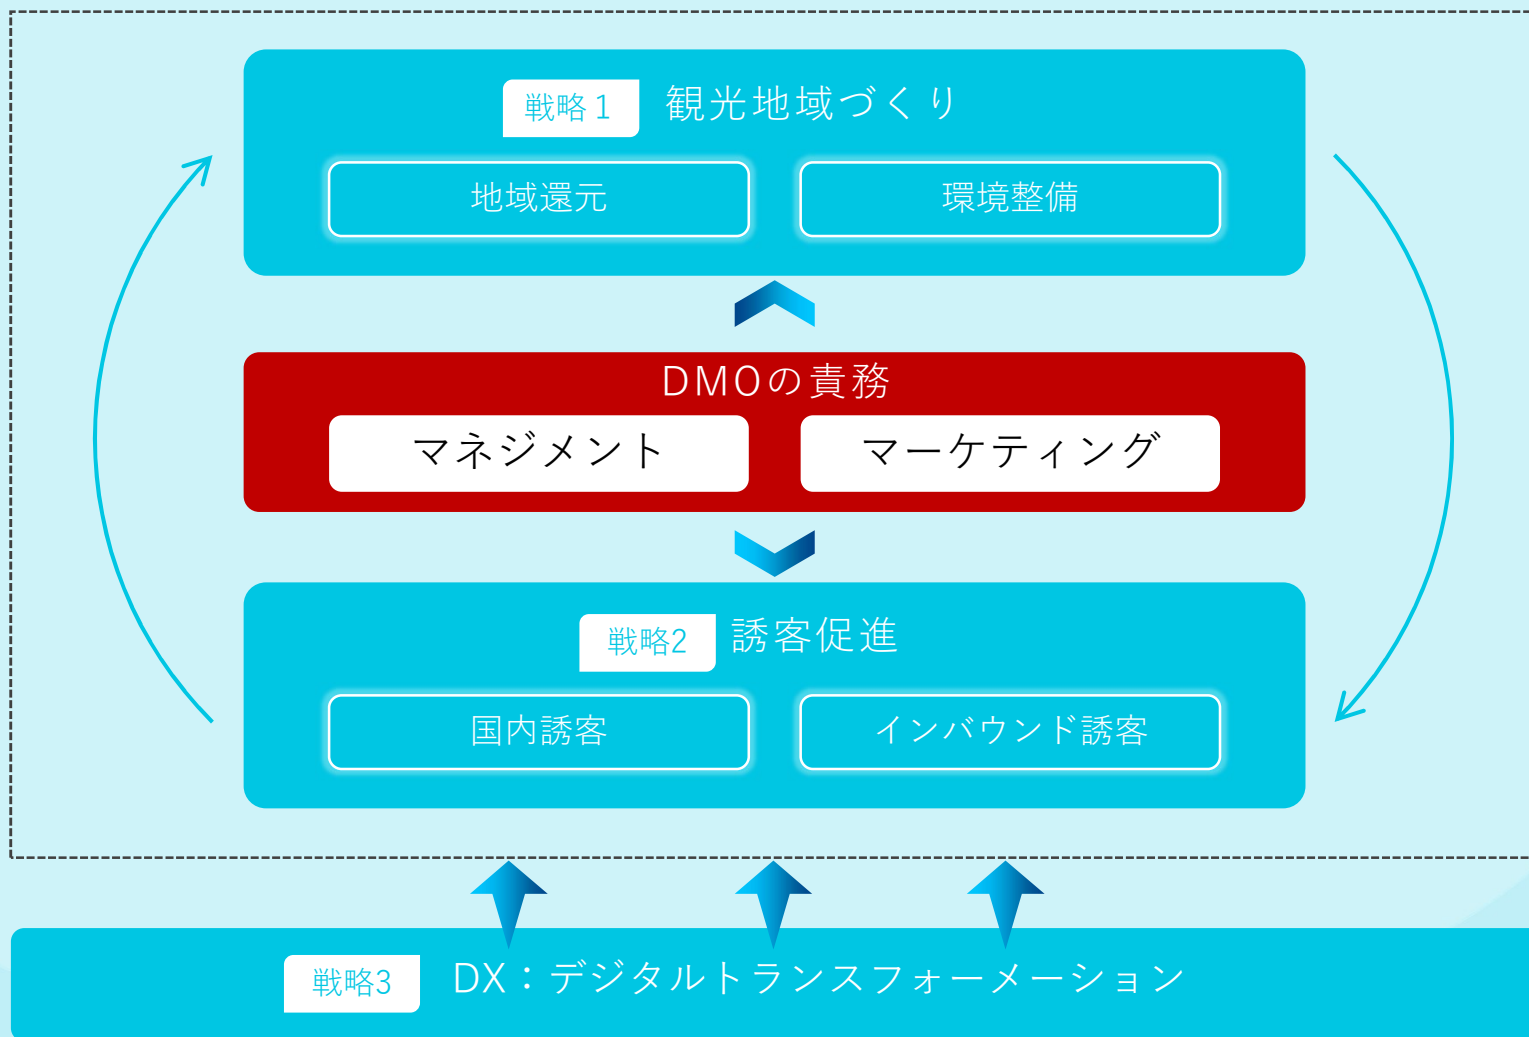 戦略１ 観光地域づくり
地域還元 環境整備
DMOの責務
マネジメント マーケティング
戦略2 誘客促進
国内誘客 インバウンド誘客
戦略3 DX：デジタルトランスフォーメーション